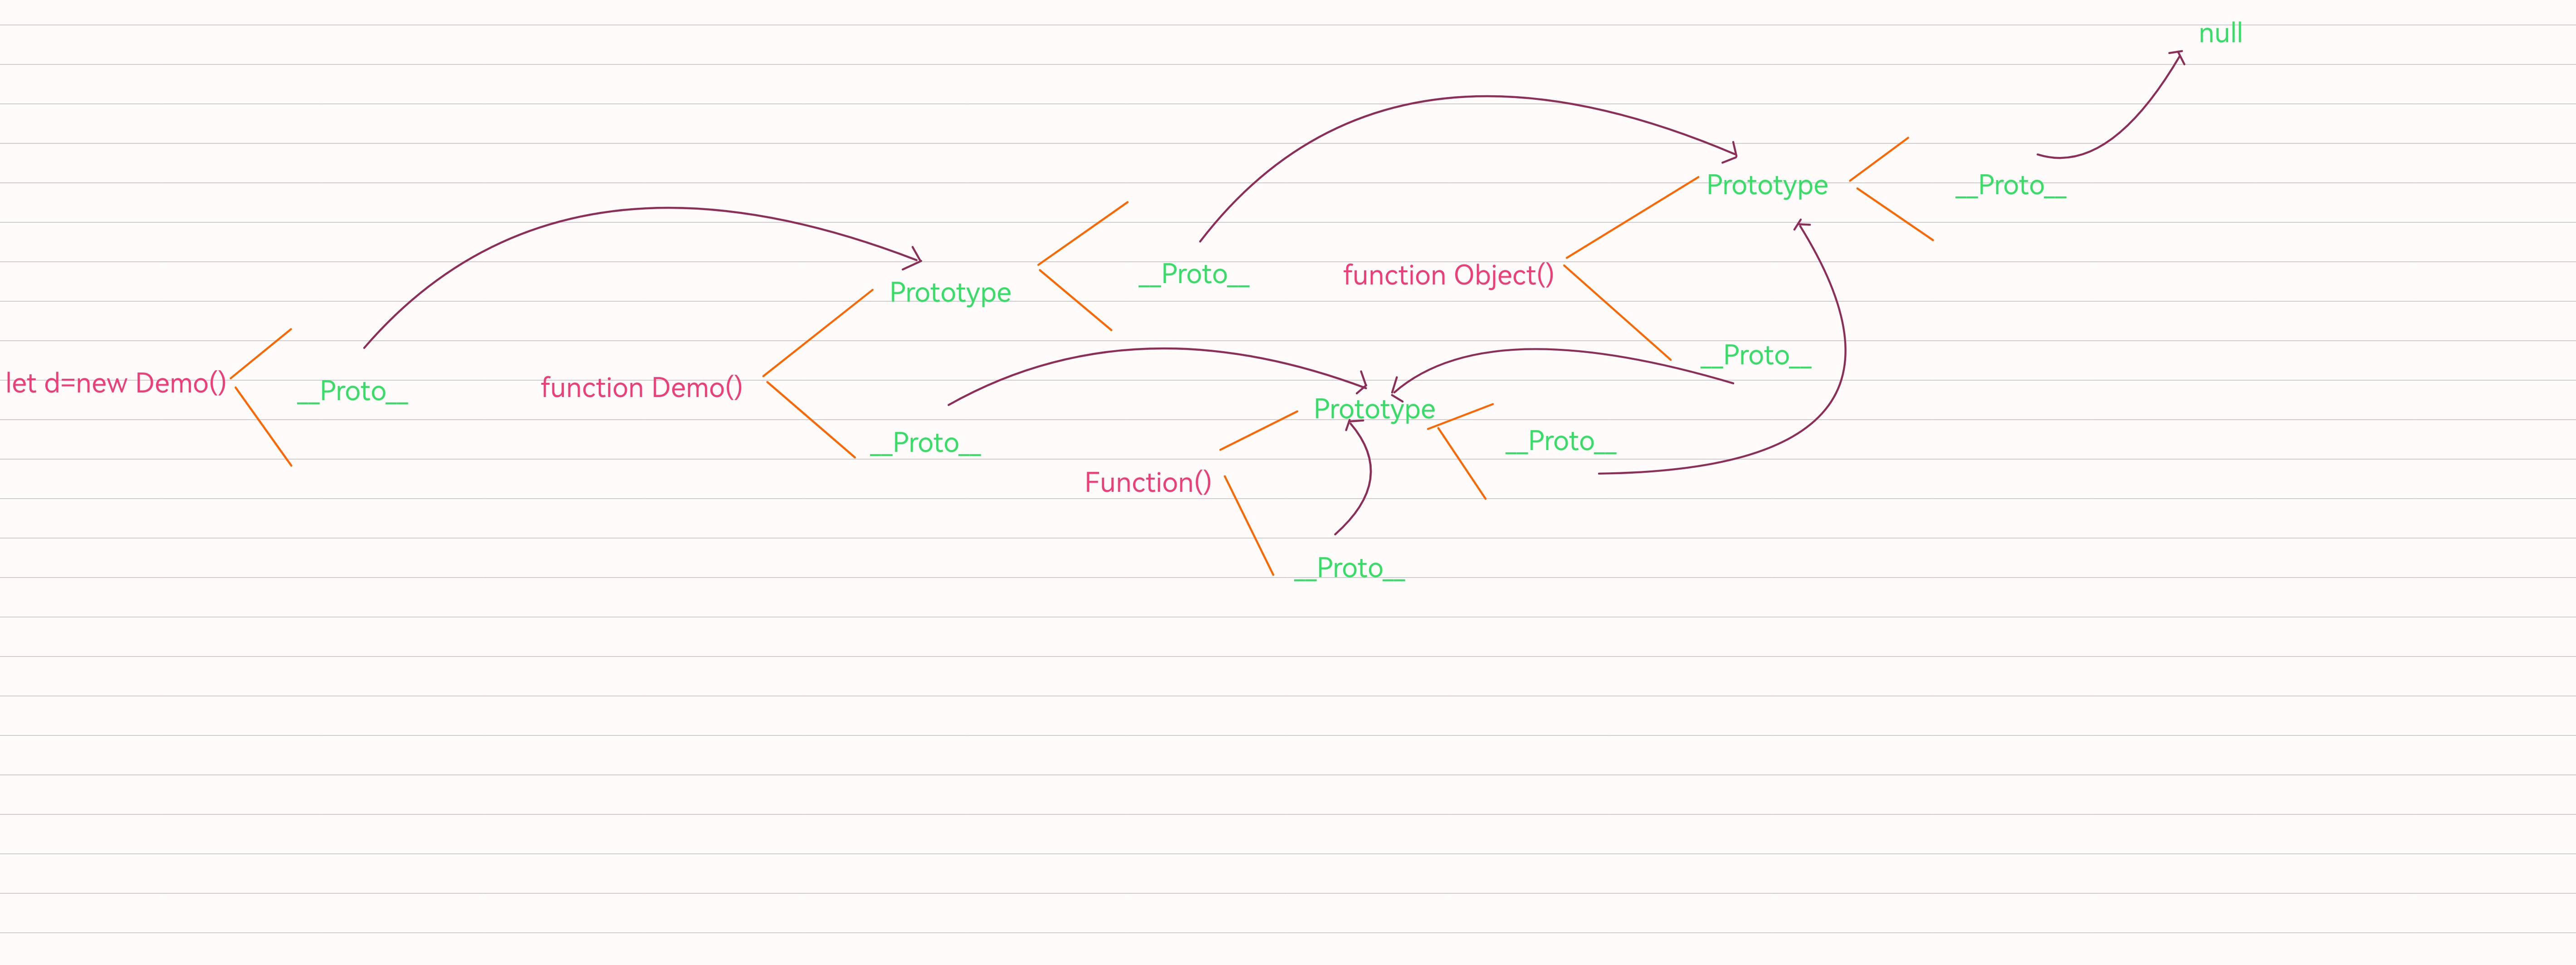 null
Prototype
__Proto__
__Proto__
function Object()
Prototype
__Proto__
let d=new Demo()
__Proto__
function Demo()
Prototype
__Proto__
__Proto__
Function()
__Proto__